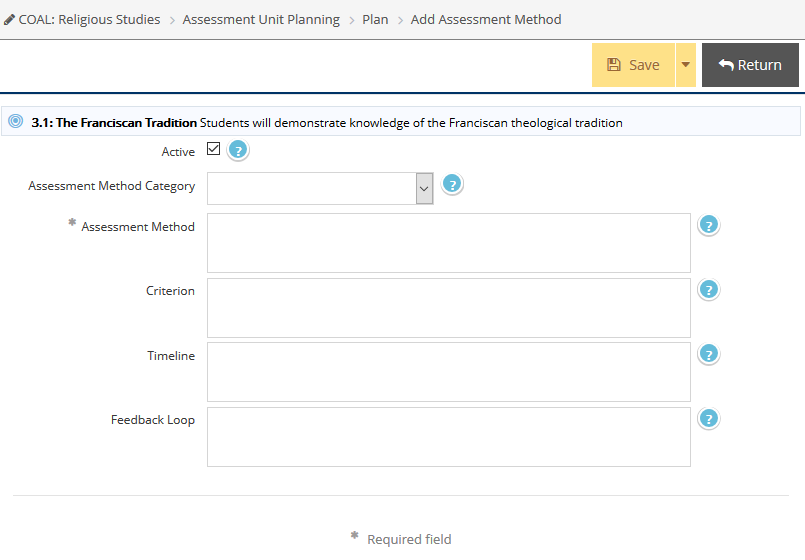 COAL: Religious Studies > Assessment Unit Planning > Plan > Add Assessment Method
Save Return
3.1: The Franciscan Tradition Students will demonstrate knowledge of the Franciscan theological tradition
Active ?
Assessment Method Category ?
* Assessment Method ?
Criterion ?
Timeline ?
Feedback Loop ?
* Required field